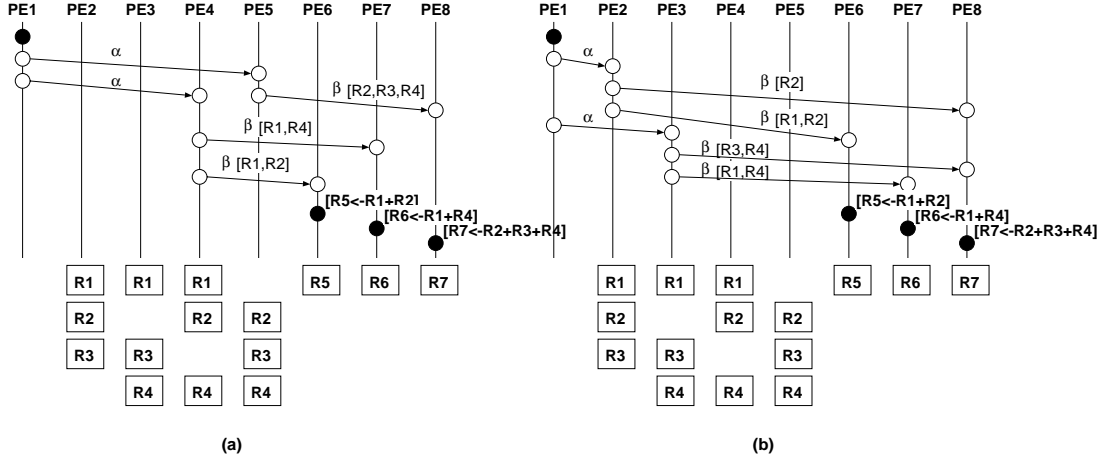 PE1 PE2 PE3 PE4 PE5 PE6 PE7 PE8
α
α
β [R2,R3,R4]
β [R1,R4]
β [R1,R2]
[R5<-R1+R2]
[R6<-R1+R4]
[R7<-R2+R3+R4]
R1 R1 R1 R5 R6 R7
R2 R2 R2
R3 R3 R3
R4 R4 R4
(a)
PE1 PE2 PE3 PE4 PE5 PE6 PE7 PE8
α
β [R2]
β [R1,R2]
α
β [R3,R4]
β [R1,R4]
[R5<-R1+R2]
[R6<-R1+R4]
[R7<-R2+R3+R4]
R1 R1 R1 R5 R6 R7
R2 R2 R2
R3 R3 R3
R4 R4 R4
(b)